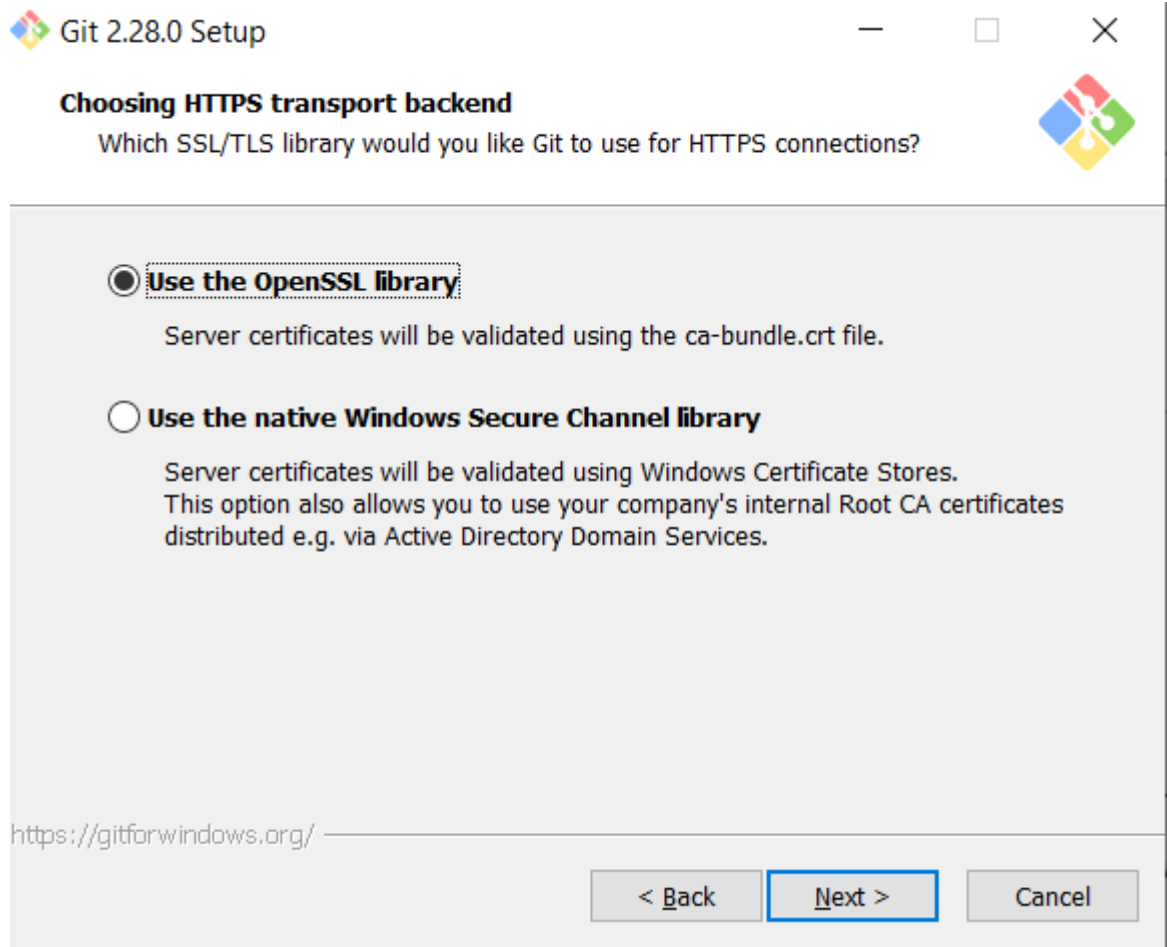 Git 2.28.0 Setup
Choosing HTTPS transport backend
Which SSL/TLS library would you like Git to use for HTTPS connections?
Use the OpenSSL library
Server certificates will be validated using the ca-bundle.crt file.
Use the native Windows Secure Channel library
Server certificates will be validated using Windows Certificate Stores.
This option also allows you to use your company's internal Root CA certificates
distributed e.g. via Active Directory Domain Services.
https://gitforwindows.org/
< Back Next > Cancel